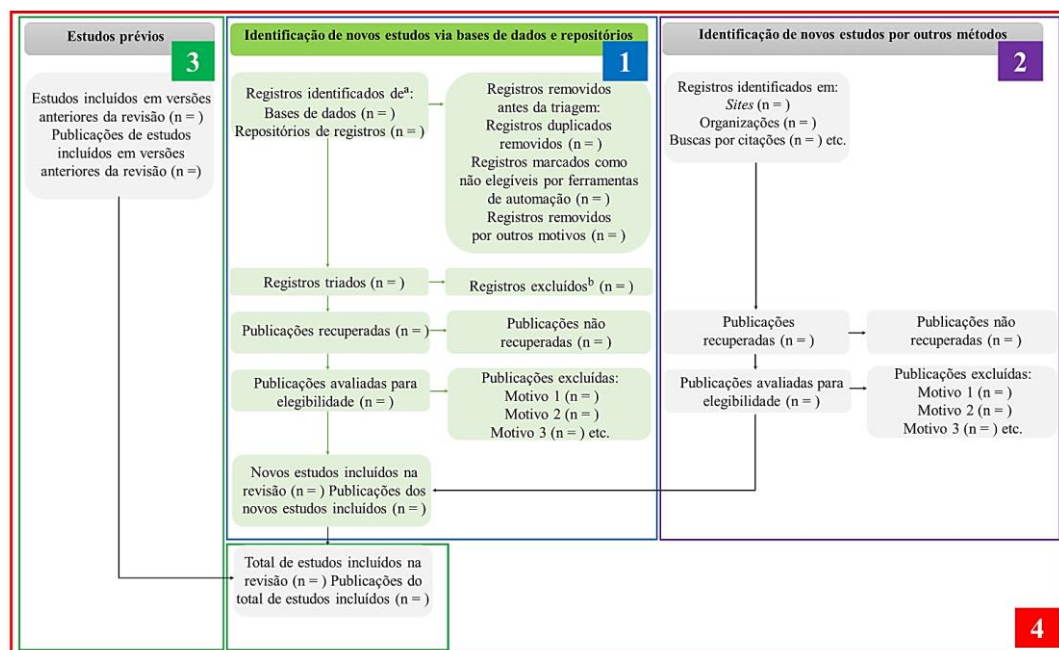 Estudos prévios
3
Estudos incluídos em versões
anteriores da revisão (n = )
Publicações de estudos
incluídos em versões
anteriores da revisão (n =)
Identificação de novos estudos via bases de dados e repositórios
1
Registros identificados deᵃ:
Bases de dados (n = )
Repositórios de registros (n = )
Registros removidos
antes da triagem:
Registros duplicados
removidos (n = )
Registros marcados como
não elegíveis por ferramentas
de automação (n = )
Registros removidos
por outros motivos (n = )
Registros triados (n = )
Registros excluídosᵇ (n = )
Publicações recuperadas (n = )
Publicações não
recuperadas (n = )
Publicações avaliadas para
elegibilidade (n = )
Publicações excluídas:
Motivo 1 (n = )
Motivo 2 (n = )
Motivo 3 (n = ) etc.
Novos estudos incluídos na
revisão (n = ) Publicações dos
novos estudos incluídos (n = )
Total de estudos incluídos na
revisão (n = ) Publicações do
total de estudos incluídos (n = )
Identificação de novos estudos por outros métodos
2
Registros identificados em:
Sites (n = )
Organizações (n = )
Buscas por citações (n = ) etc.
Publicações
recuperadas (n = )
Publicações não
recuperadas (n = )
Publicações avaliadas para
elegibilidade (n = )
Publicações excluídas:
Motivo 1 (n = )
Motivo 2 (n = )
Motivo 3 (n = ) etc.
4